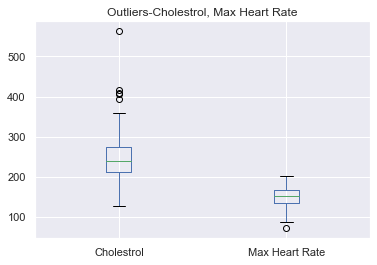 Outliers-Cholestrol, Max Heart Rate
500
400
300
200
100
Cholestrol
Max Heart Rate